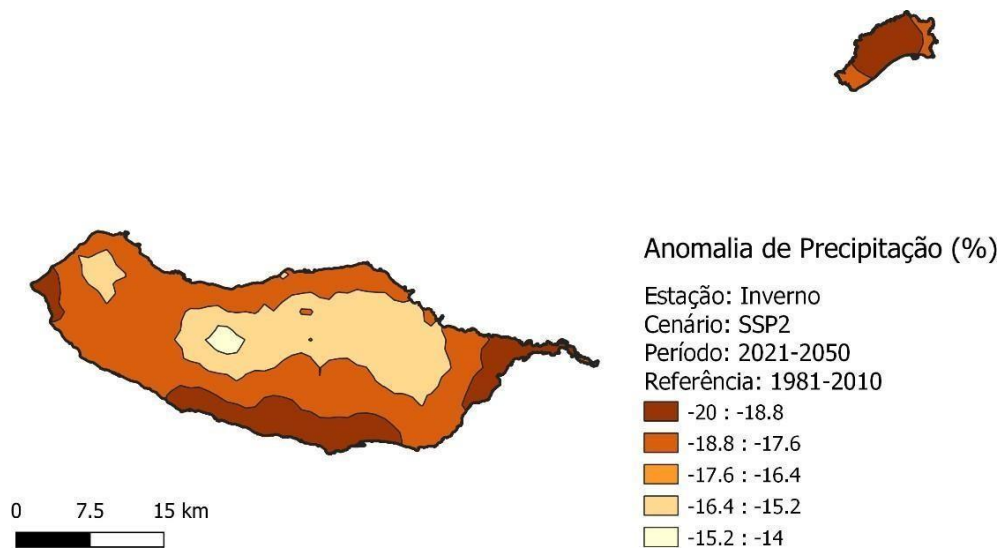 Anomalia de Precipitação (%)
Estação: Inverno
Cenário: SSP2
Período: 2021-2050
Referência: 1981-2010
-20 : -18.8
-18.8 : -17.6
-17.6 : -16.4
-16.4 : -15.2
-15.2 : -14
0 7.5 15 km